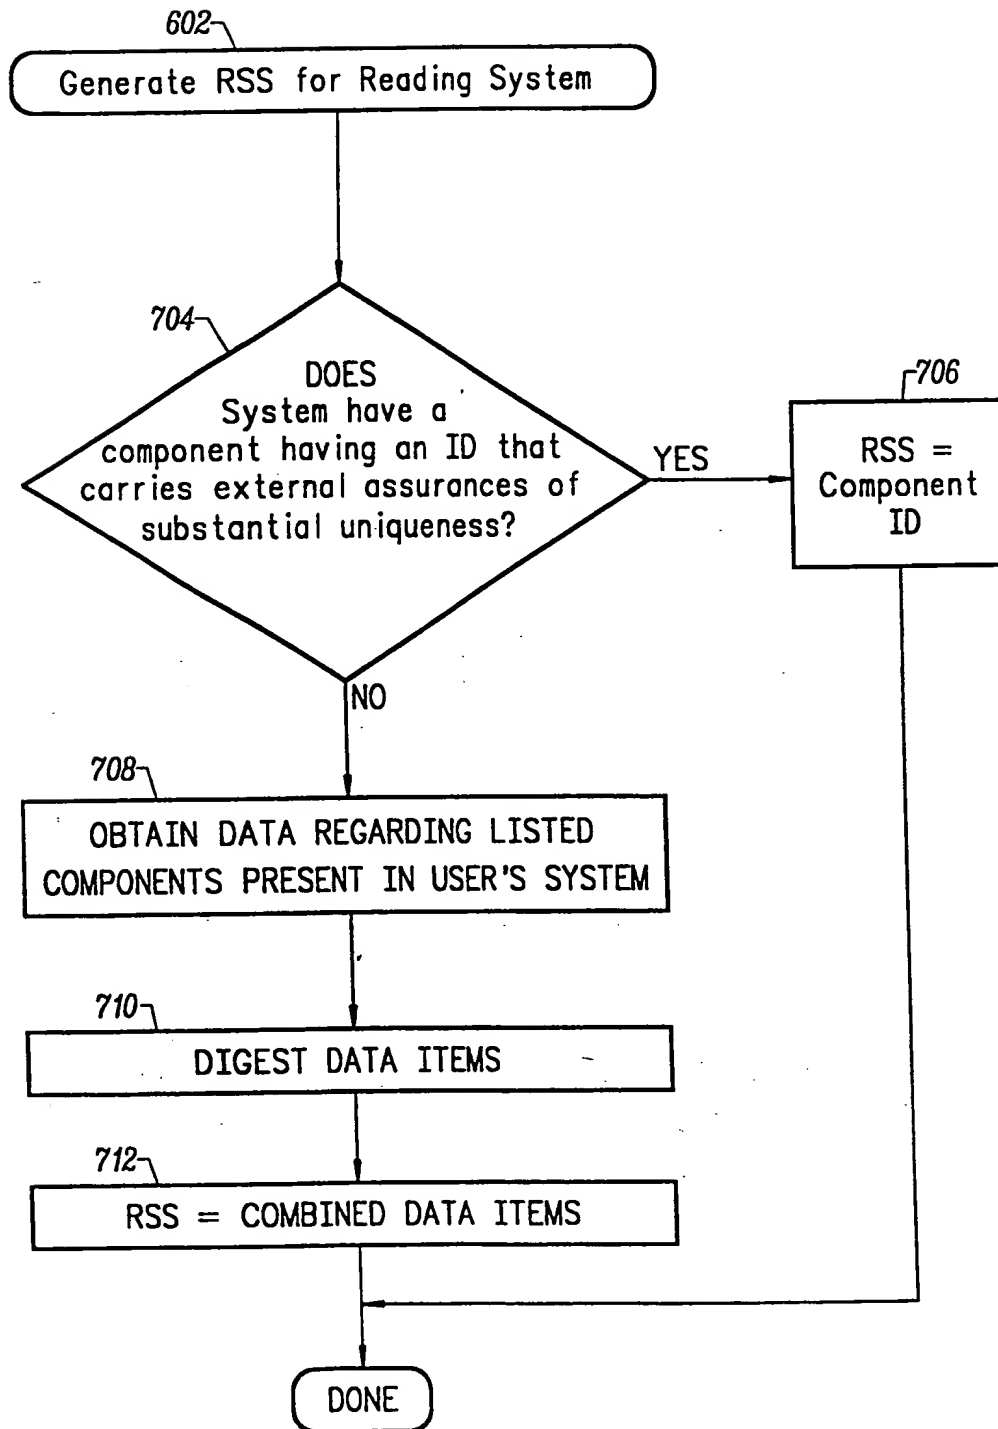 602
Generate RSS for Reading System
704
DOES
System have a
component having an ID that
carries external assurances of
substantial uniqueness?
YES
706
RSS =
Component
ID
NO
708
OBTAIN DATA REGARDING LISTED
COMPONENTS PRESENT IN USER'S SYSTEM
710
DIGEST DATA ITEMS
712
RSS = COMBINED DATA ITEMS
DONE